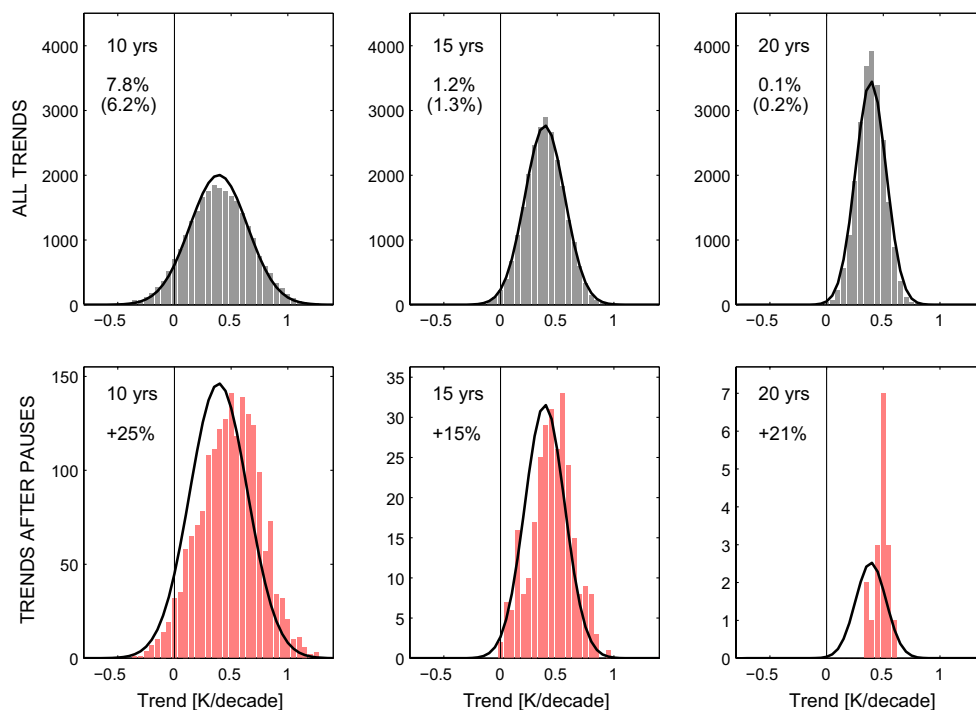 10 yrs
7.8%
(6.2%)
15 yrs
1.2%
(1.3%)
20 yrs
0.1%
(0.2%)
ALL TRENDS
4000
3000
2000
1000
0
4000
3000
2000
1000
0
4000
3000
2000
1000
0
−0.5 0 0.5 1
−0.5 0 0.5 1
−0.5 0 0.5 1
10 yrs
+25%
15 yrs
+15%
20 yrs
+21%
TRENDS AFTER PAUSES
150
100
50
0
35
30
25
20
15
10
5
0
7
6
5
4
3
2
1
0
−0.5 0 0.5 1
−0.5 0 0.5 1
−0.5 0 0.5 1
Trend [K/decade]
Trend [K/decade]
Trend [K/decade]